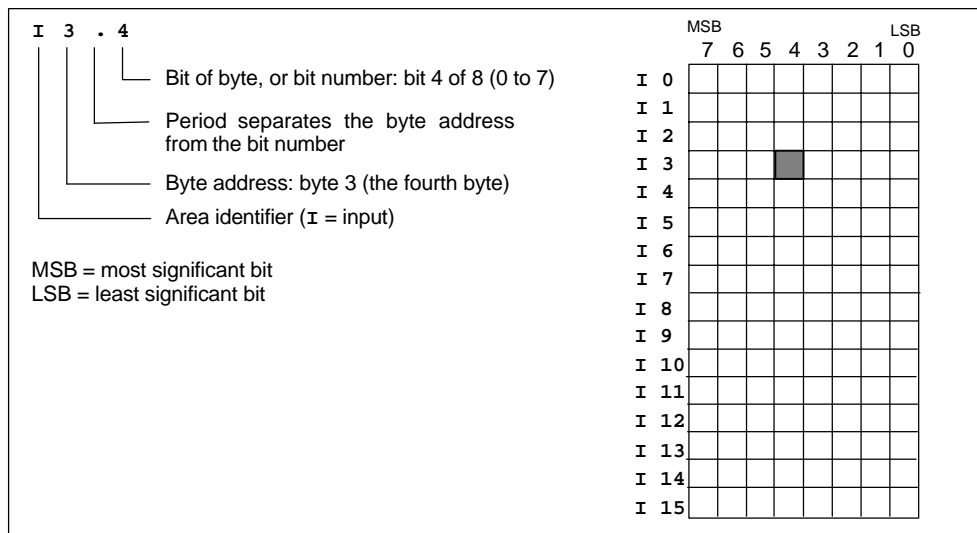 I 3 . 4
Bit of byte, or bit number: bit 4 of 8 (0 to 7)
Period separates the byte address
from the bit number
Byte address: byte 3 (the fourth byte)
Area identifier (I = input)
MSB = most significant bit
LSB = least significant bit
MSB LSB
7 6 5 4 3 2 1 0
I 0
I 1
I 2
I 3
I 4
I 5
I 6
I 7
I 8
I 9
I 10
I 11
I 12
I 13
I 14
I 15